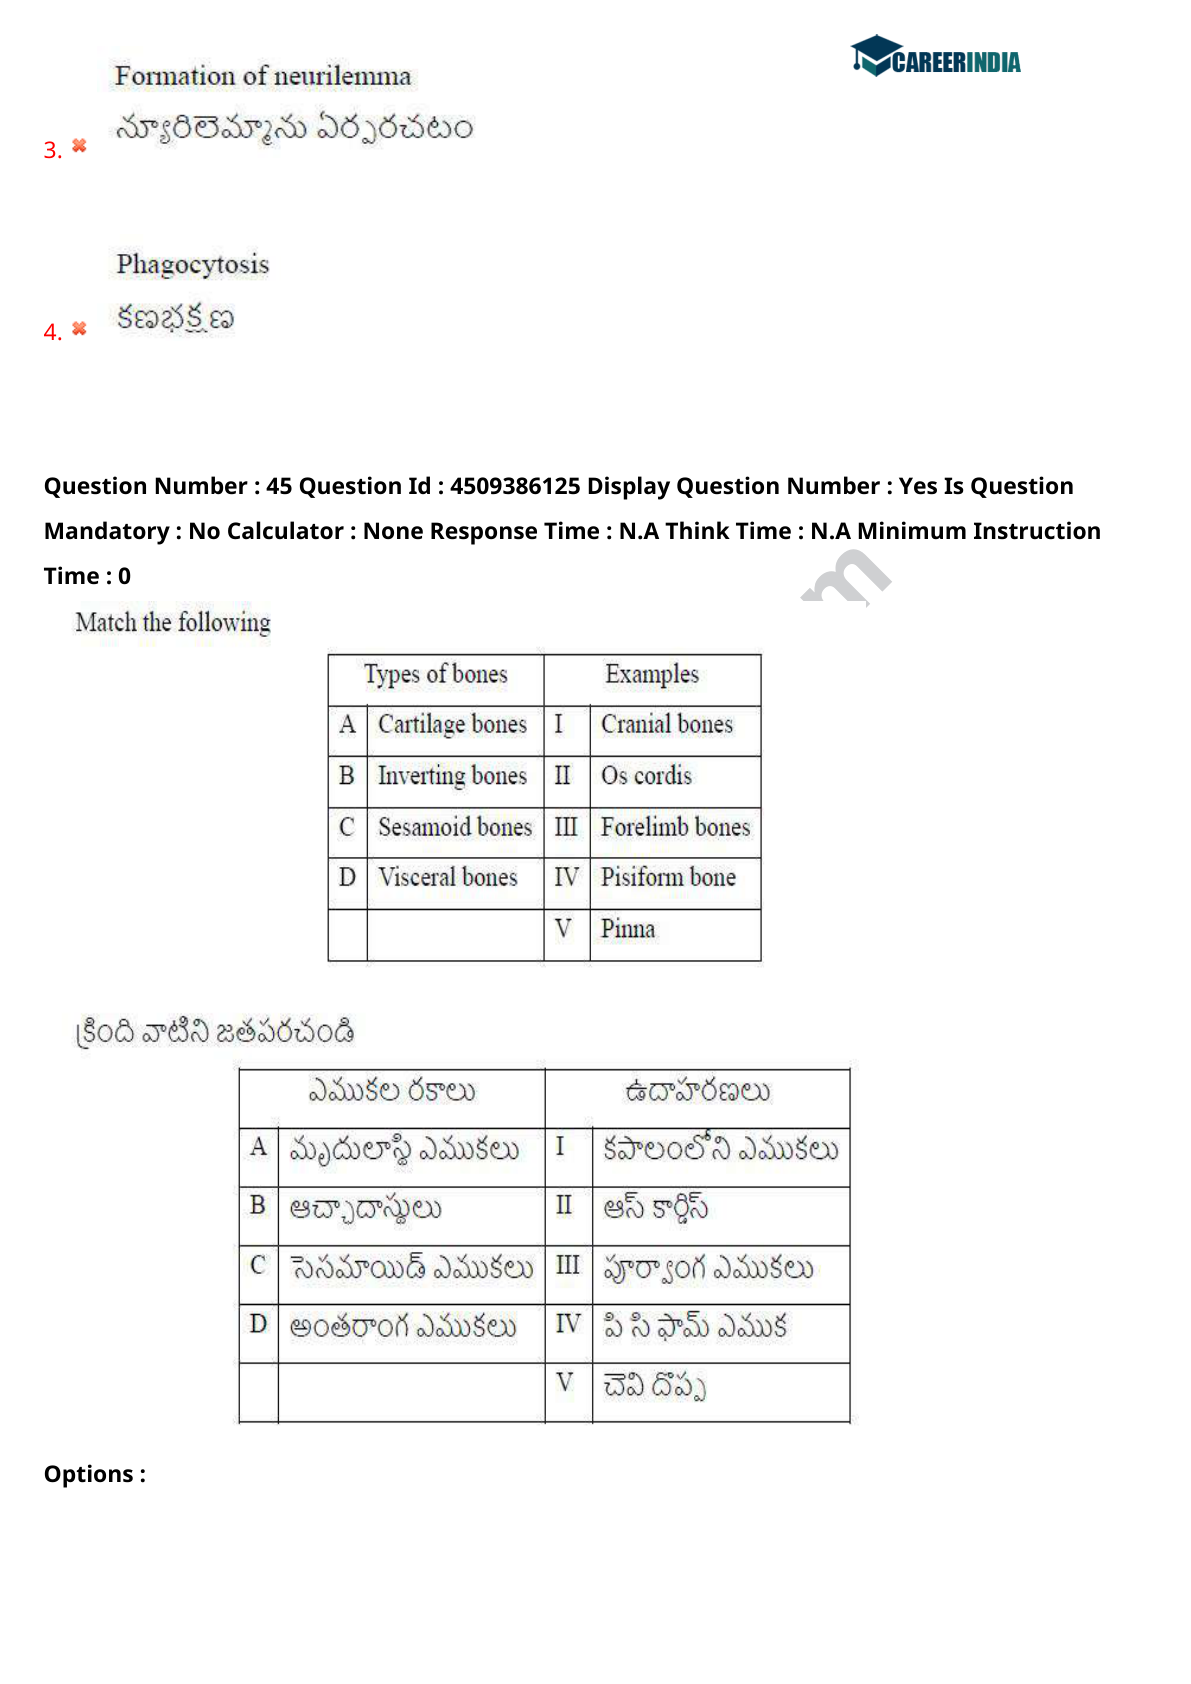 CAREERINDIA
Formation of neurilemma
న్యూరిలెమ్మాను ఏర్పరచటం
3.
Phagocytosis
కణభక్షణ
4.
Question Number : 45 Question Id : 4509386125 Display Question Number : Yes Is Question
Mandatory : No Calculator : None Response Time : N.A Think Time : N.A Minimum Instruction
Time : 0
m
Match the following
Types of bones Examples
A Cartilage bones I Cranial bones
B Inverting bones II Os cordis
C Sesamoid bones III Forelimb bones
D Visceral bones IV Pisiform bone
V Pinna
క్రింది వాటిని జతపరచండి
ఎముకల రకాలు ఉదాహరణలు
A మృదులాస్థి ఎముకలు I కపాలంలోని ఎముకలు
B ఆచ్ఛాదాస్థులు II ఆస్ కార్డిస్
C సెసమాయిడ్ ఎముకలు III పూర్వాంగ ఎముకలు
D అంతరాంగ ఎముకలు IV పి సి ఫామ్ ఎముక
V చెవి దొప్ప
Options :